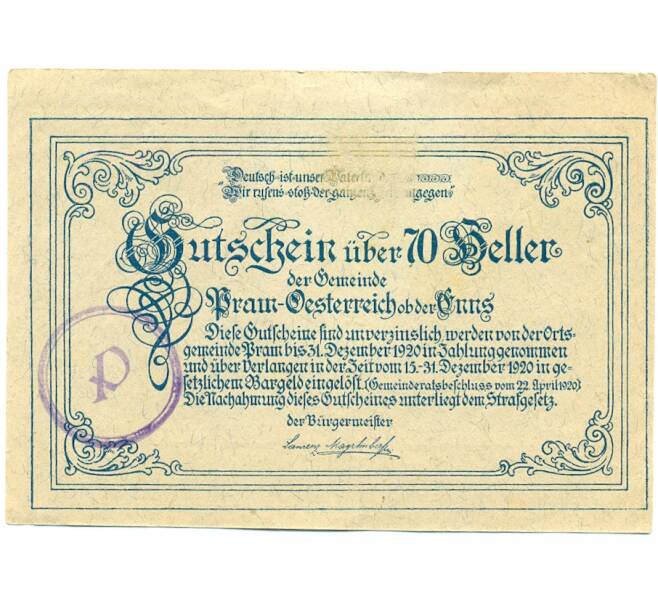 Deutsch ist unser
Wir rufens stolz der ganzen
Gutschein über 70 Heller
der Gemeinde
Pram-Oesterreich ob der Enns
Diese Gutscheine sind unverzinslich, werden von der Orts-
gemeinde Pram bis 31. Dezember 1920 in Zahlung genommen
und über Verlangen in der Zeit vom 15.-31. Dezember 1920 in ge-
setzlichem Bargeld eingelöst. (Gemeinderatsbeschluss vom 22. April 1920)
Die Nachahmung dieses Gutscheines unterliegt dem Strafgesetz.
der Bürgermeister
P